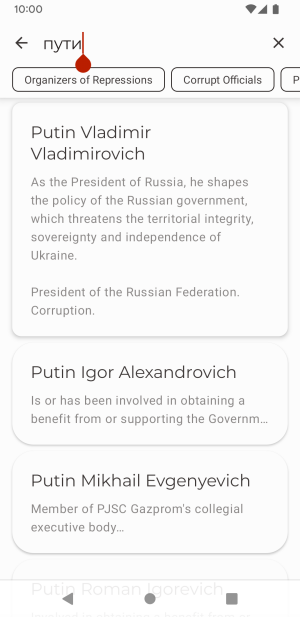 10:00
пути
Organizers of Repressions
Corrupt Officials
P
Putin Vladimir
Vladimirovich
As the President of Russia, he shapes
the policy of the Russian government,
which threatens the territorial integrity,
sovereignty and independence of
Ukraine.
President of the Russian Federation.
Corruption.
Putin Igor Alexandrovich
Is or has been involved in obtaining a
benefit from or supporting the Governm...
Putin Mikhail Evgenyevich
Member of PJSC Gazprom's collegial
executive body...
Putin Roman Igorevich